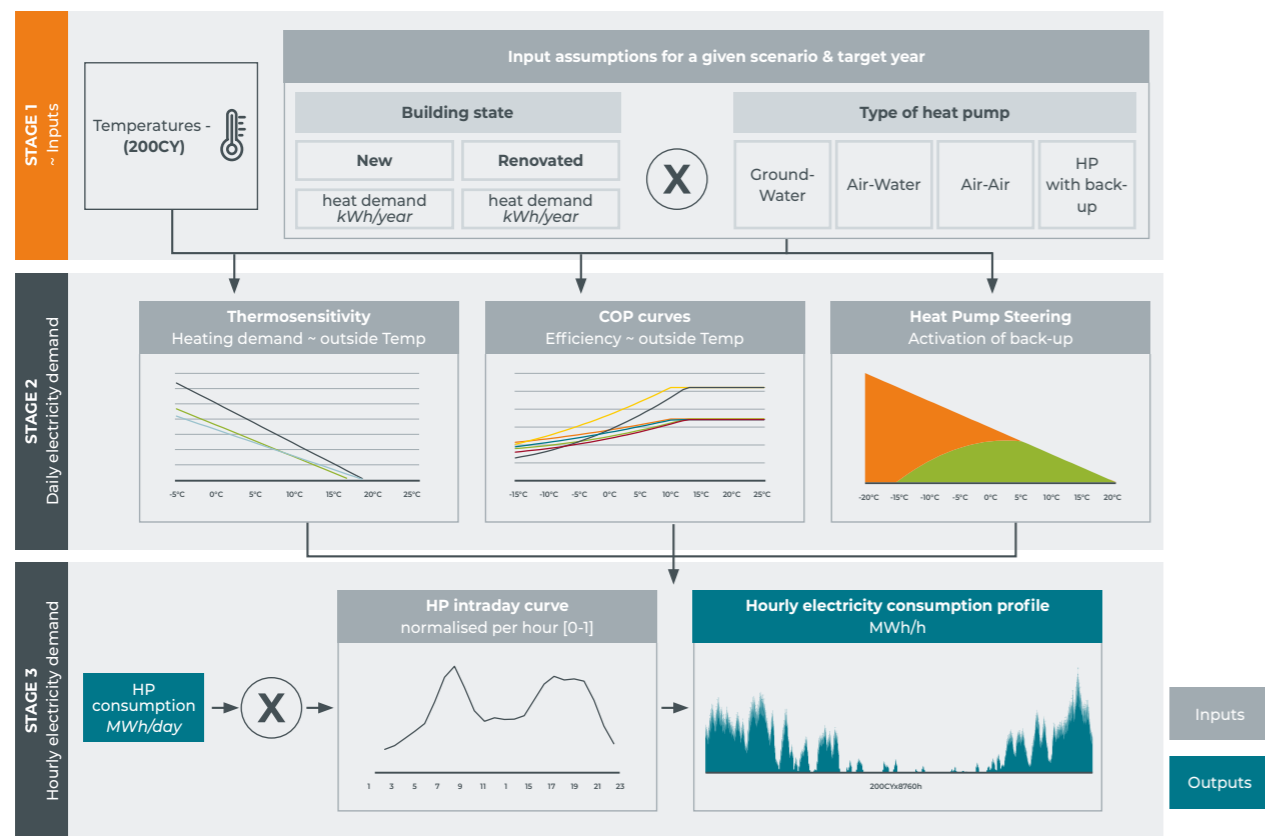 STAGE 1
~ Inputs
Temperatures -
(200CY)
Input assumptions for a given scenario & target year
Building state
New
Renovated
heat demand
kWh/year
heat demand
kWh/year
X
Type of heat pump
Ground-
Water
Air-Water
Air-Air
HP
with back-
up
STAGE 2
Daily electricity demand
Thermosensitivity
Heating demand ~ outside Temp
-5°C 0°C 5°C 10°C 15°C 20°C 25°C
COP curves
Efficiency ~ outside Temp
-15°C -10°C -5°C 0°C 5°C 10°C 15°C 20°C 25°C
Heat Pump Steering
Activation of back-up
-20°C -15°C -10°C -5°C 0°C 5°C 10°C 15°C 20°C
STAGE 3
Hourly electricity demand
HP
consumption
MWh/day
X
HP intraday curve
normalised per hour [0-1]
1 3 5 7 9 11 1 15 17 19 21 23
Hourly electricity consumption profile
MWh/h
200CYx8760h
Inputs
Outputs